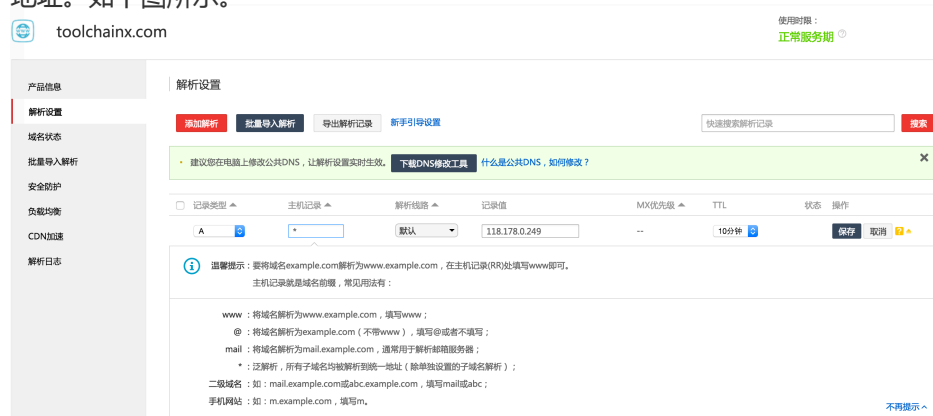 地址。如下图所示。
toolchainx.com
使用时限：
正常服务期
产品信息
解析设置
域名状态
批量导入解析
安全防护
负载均衡
CDN加速
解析日志
解析设置
添加解析 批量导入解析 导出解析记录 新手引导设置 快速搜索解析记录 搜索
建议您在电脑上修改公共DNS，让解析设置实时生效。 下载DNS修改工具 什么是公共DNS，如何修改？
记录类型 主机记录 解析线路 记录值 MX优先级 TTL 状态 操作
A * 默认 118.178.0.249 -- 10分钟 保存 取消
温馨提示：要将域名example.com解析为www.example.com，在主机记录(RR)处填写www即可。
主机记录就是域名前缀，常见用法有：
www ：将域名解析为www.example.com，填写www；
@ ：将域名解析为example.com（不带www），填写@或者不填写；
mail ：将域名解析为mail.example.com，通常用于解析邮箱服务器；
* ：泛解析，所有子域名均被解析到统一地址（除单独设置的子域名解析）；
二级域名 ：如：mail.example.com或abc.example.com，填写mail或abc；
手机网站 ：如：m.example.com，填写m。
不再提示